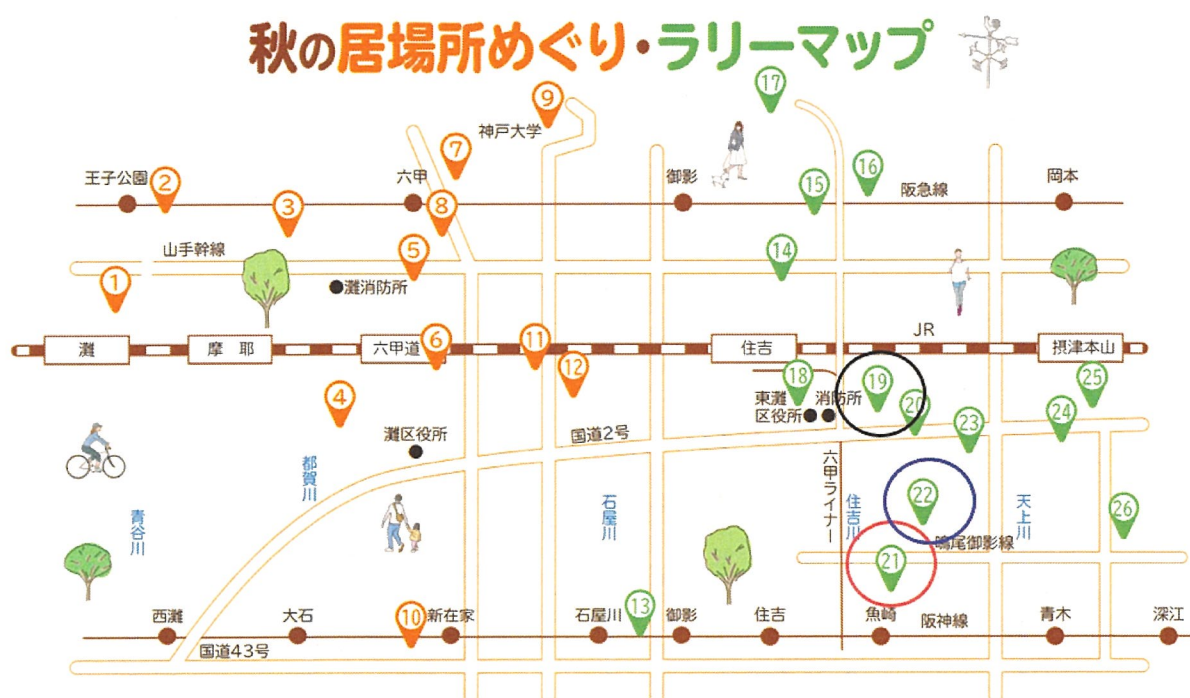 秋の居場所めぐり・ラリーマップ
17
9
神戸大学
7
16
王子公園
2
六甲
御影
15
阪急線
岡本
3
8
山手幹線
5
14
1
灘消防所
JR
灘
摩耶
六甲道
6
11
住吉
摂津本山
12
18
19
25
4
東灘区役所
消防所
20
24
23
国道2号
灘区役所
都賀川
六甲ライナー
住吉川
22
石屋川
天上川
26
青谷川
鳴尾御影線
21
西灘
大石
10
新在家
石屋川
13
御影
住吉
魚崎
阪神線
青木
深江
国道43号